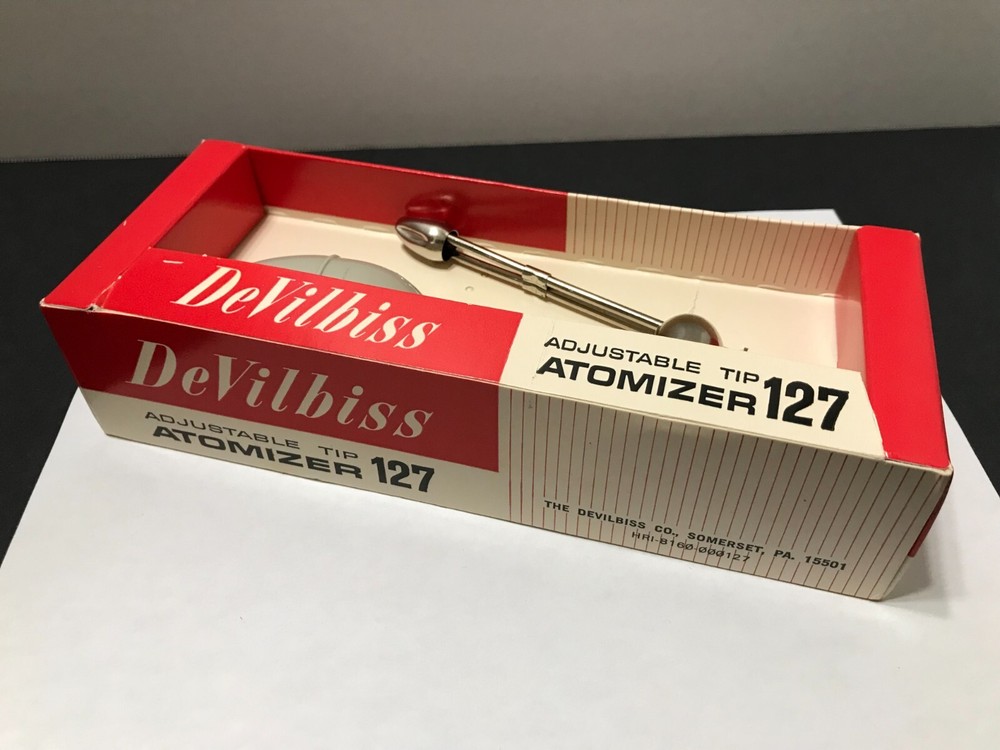 DeVilbiss
ADJUSTABLE TIP
ATOMIZER 127
DeVilbiss
ADJUSTABLE TIP
ATOMIZER 127
THE DEVILBISS CO., SOMERSET, PA. 15501
HRI-8160-000127